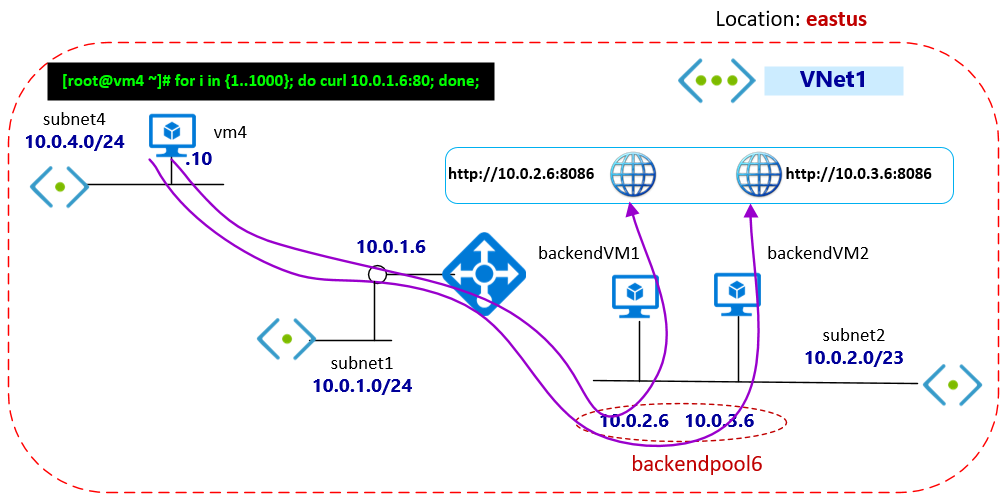 Location: eastus
VNet1
[root@vm4 ~]# for i in {1..1000}; do curl 10.0.1.6:80; done;
subnet4
10.0.4.0/24
vm4
.10
http://10.0.2.6:8086
http://10.0.3.6:8086
10.0.1.6
backendVM1
backendVM2
subnet1
10.0.1.0/24
subnet2
10.0.2.0/23
10.0.2.6
10.0.3.6
backendpool6